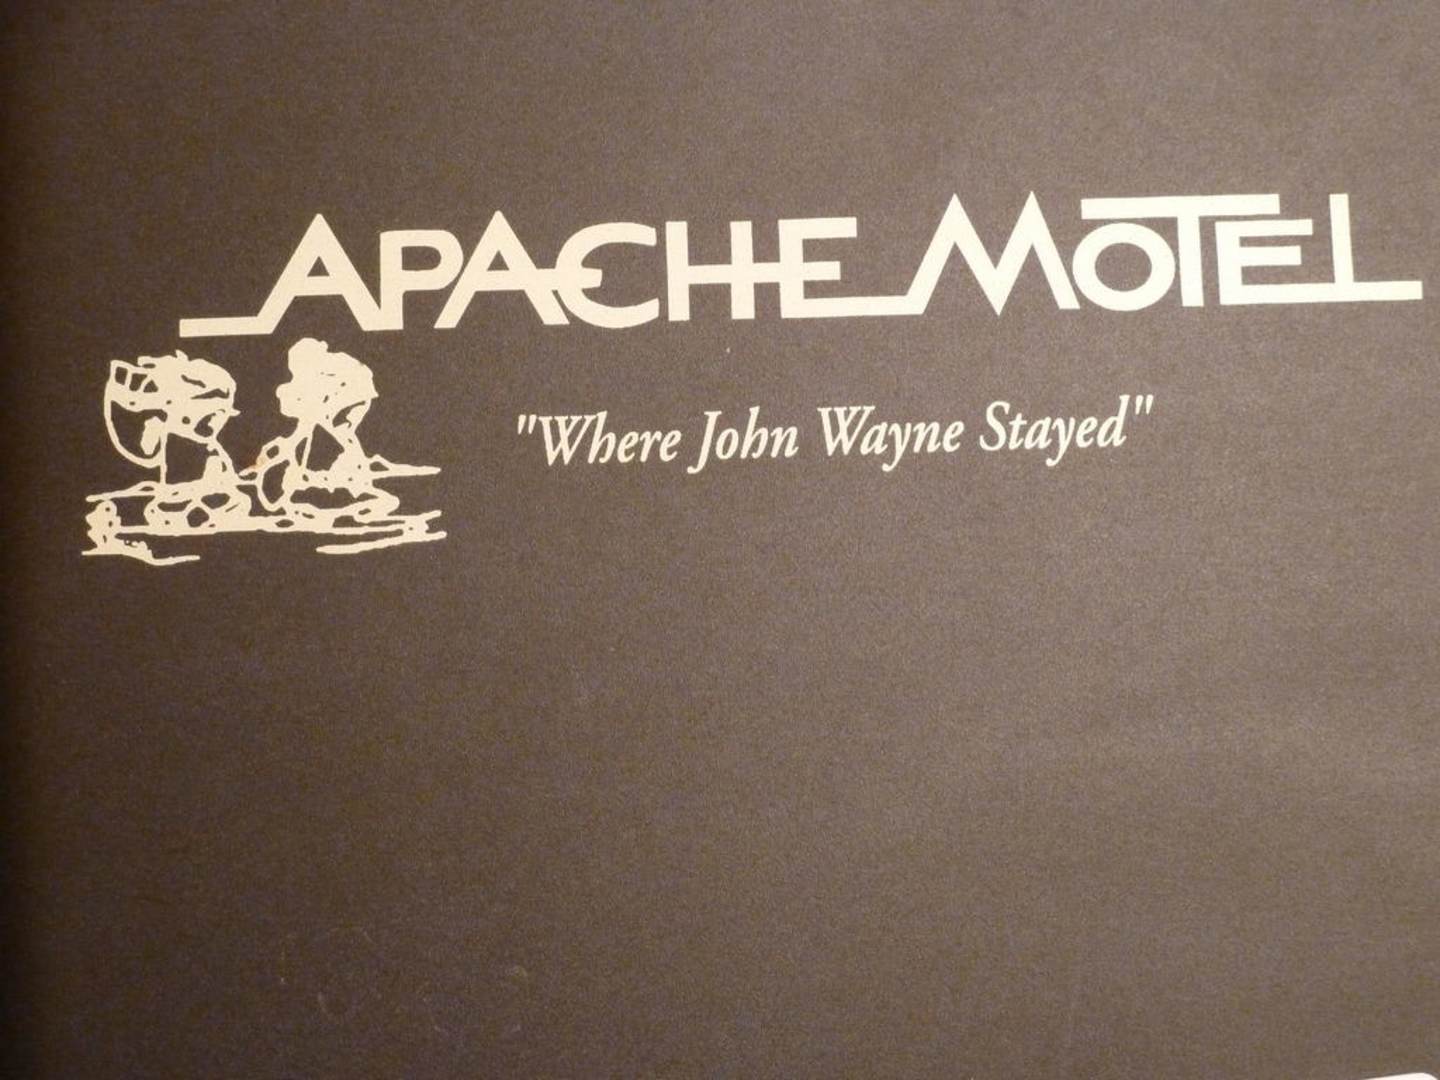 APACHE MOTEL
"Where John Wayne Stayed"